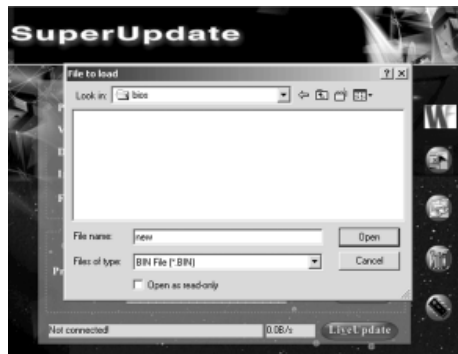 SuperUpdate
File to load
Look in: bios
File name: new
Open
Files of type: BIN File (*.BIN)
Cancel
Open as read-only
Not connected!
0.0B/s
LiveUpdate